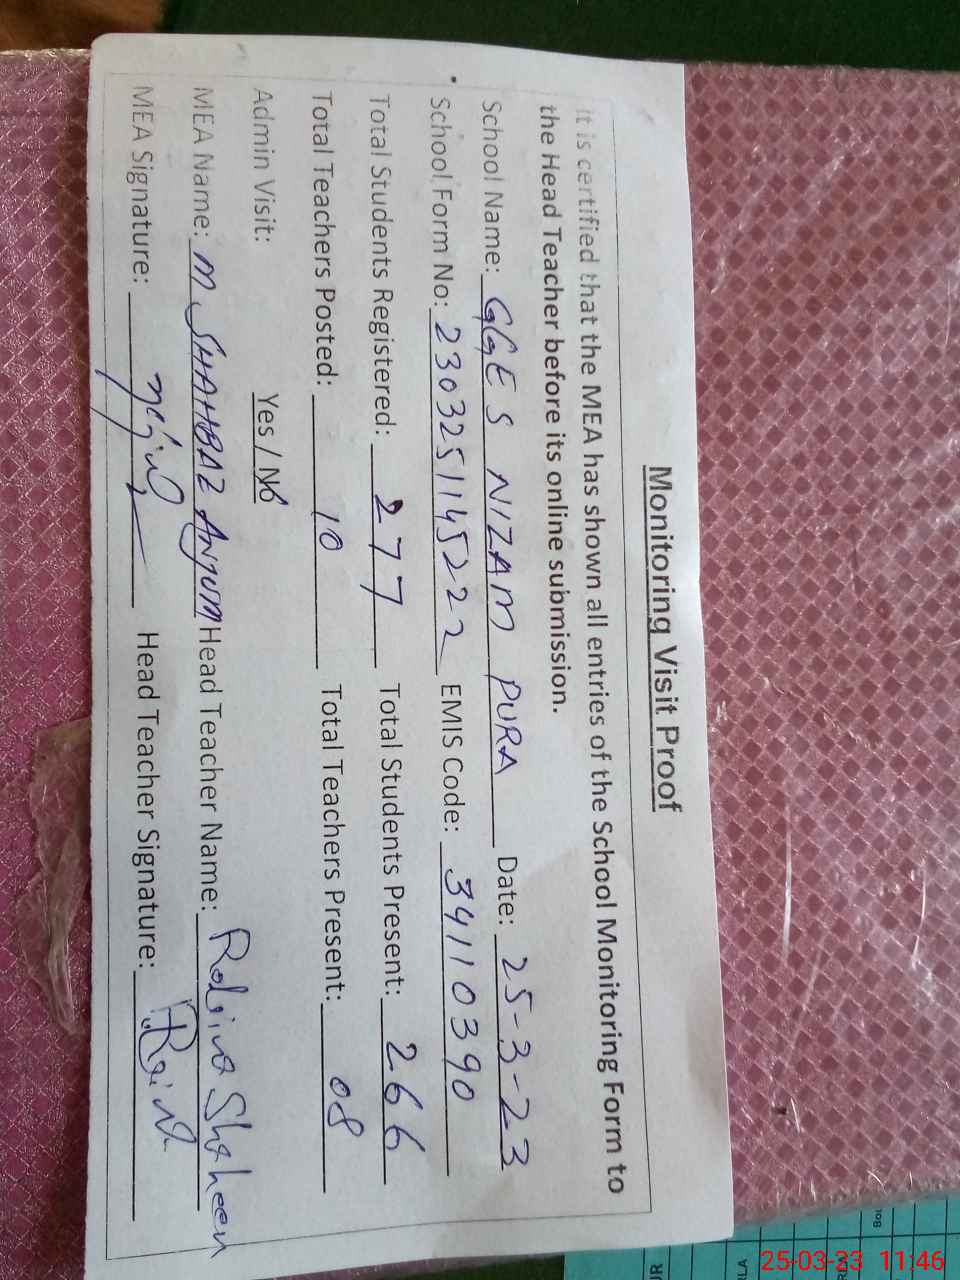 Monitoring Visit Proof
It is certified that the MEA has shown all entries of the School Monitoring Form to
the Head Teacher before its online submission.
School Name: GGES NIZAM PURA Date: 25-3-23
School Form No: 230325114522 2 EMIS Code: 34110390
Total Students Registered: 277 Total Students Present: 266
Total Teachers Posted: 10 Total Teachers Present: 08
Admin Visit: Yes / No
MEA Name: M SHAHBAZ ANJUM Head Teacher Name: Robina Shaheen
MEA Signature: Head Teacher Signature:
25-03-23 11:46